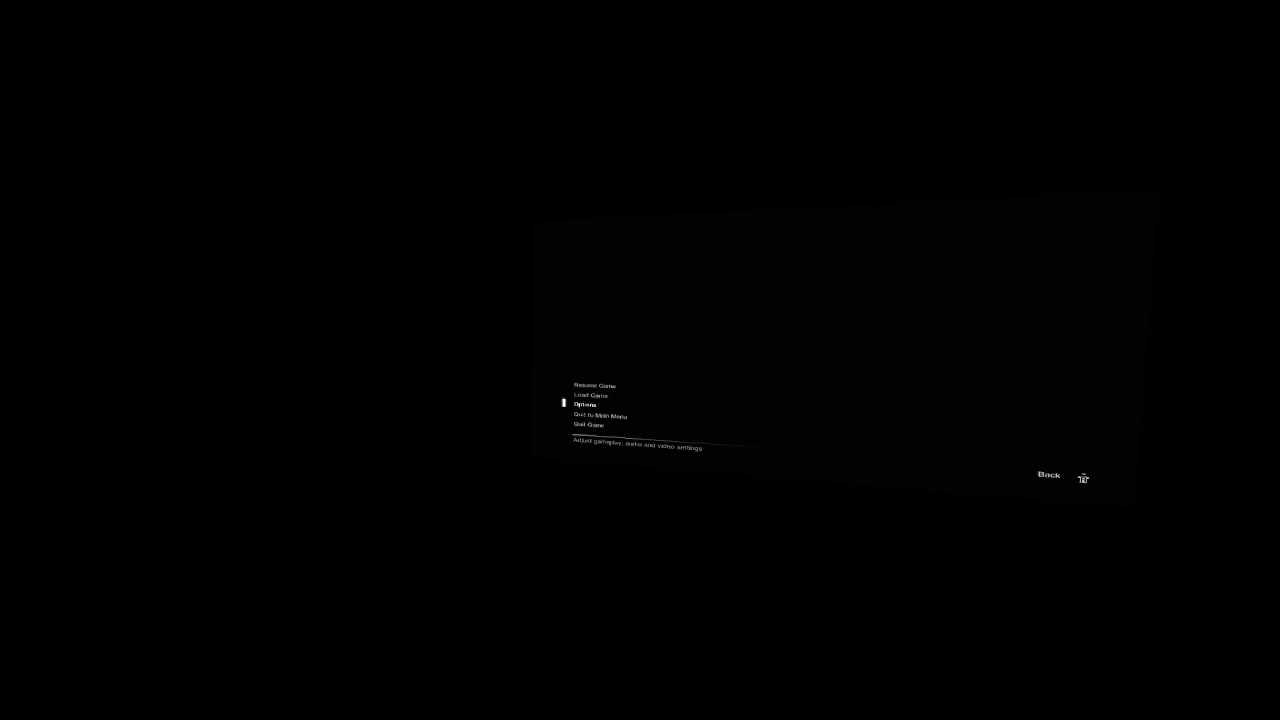 Resume Game
Load Game
Options
Quit to Main Menu
Quit Game
Adjust gameplay, audio and video settings
Back